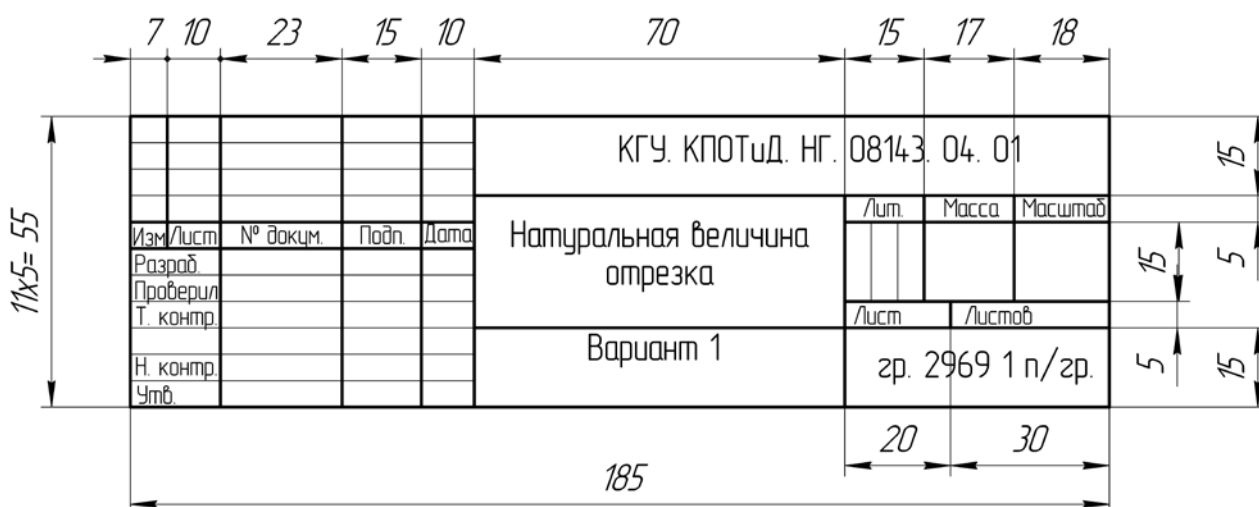 7 10 23 15 10 70 15 17 18
КГУ. КПОТиД. НГ. 08143. 04. 01
15
Лит. Масса Масштаб
Изм Лист № докум. Подп. Дата
Натуральная величина
отрезка
11х5= 55
Разраб.
Проверил
Т. контр.
15
5
Лист Листов
Н. контр.
Утв.
Вариант 1
гр. 2969 1 п/гр.
5
15
20 30
185